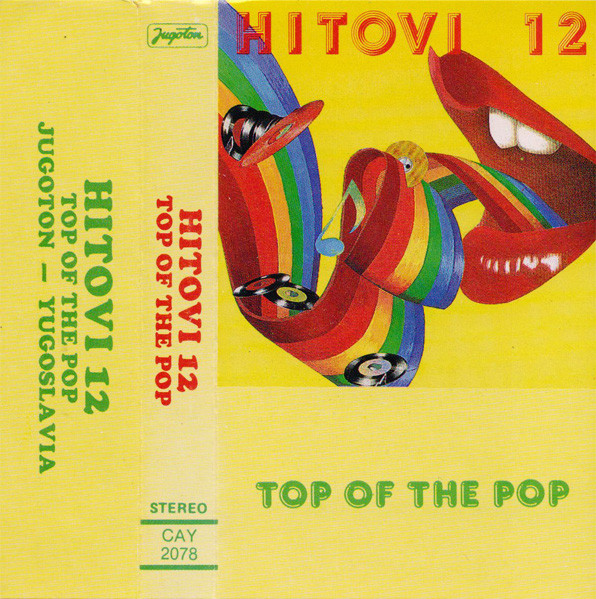 HITOVI 12
TOP OF THE POP
JUGOTON – YUGOSLAVIA
Jugoton
HITOVI 12
TOP OF THE POP
STEREO
CAY
2078
HITOVI 12
TOP OF THE POP